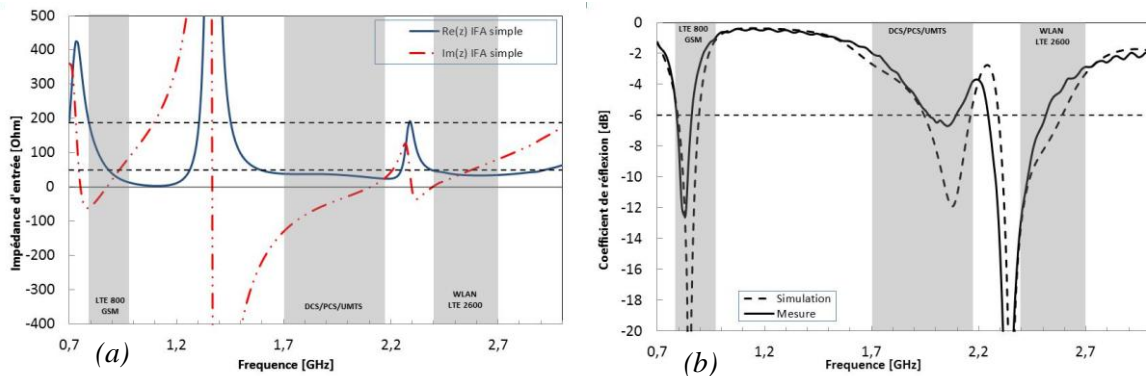 500
400
300
200
100
0
-100
-200
-300
-400
Impédance d'entrée [Ohm]
Re(z) IFA simple
Im(z) IFA simple
LTE 800
GSM
DCS/PCS/UMTS
WLAN
LTE 2600
0,7
1,2
1,7
2,2
2,7
Frequence [GHz]
(a)
0
-2
-4
-6
-8
-10
-12
-14
-16
-18
-20
Coefficient de réflexion [dB]
LTE 800
GSM
DCS/PCS/UMTS
WLAN
LTE 2600
Simulation
Mesure
0,7
1,2
1,7
2,2
2,7
Frequence [GHz]
(b)